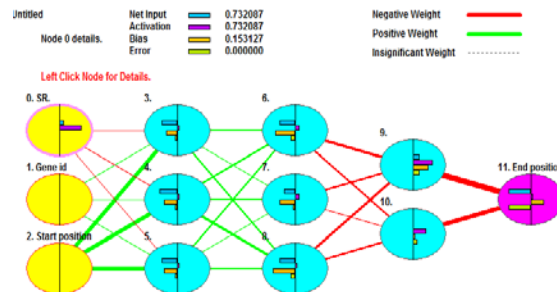 Untitled
Node 0 details.
Net Input 0.732087
Activation 0.732087
Bias 0.153127
Error 0.000000
Negative Weight
Positive Weight
Insignificant Weight
Left Click Node for Details.
0. SR.
3.
6.
9.
1. Gene id
4.
7.
10.
11. End position
2. Start position
5.
8.